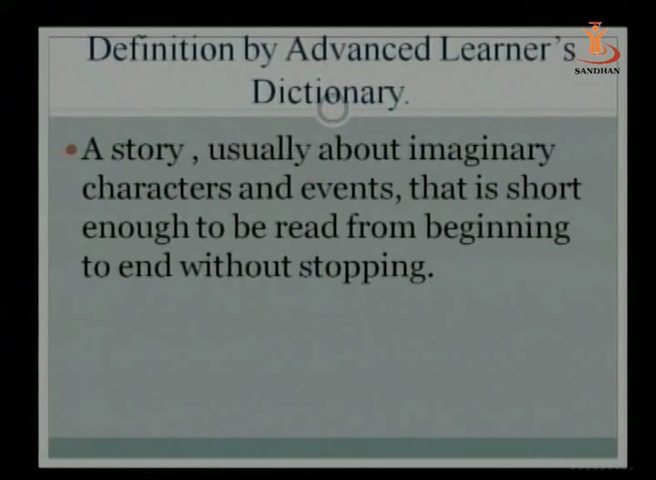 Definition by Advanced Learner's
Dictionary.
SANDHAN
• A story , usually about imaginary
characters and events, that is short
enough to be read from beginning
to end without stopping.